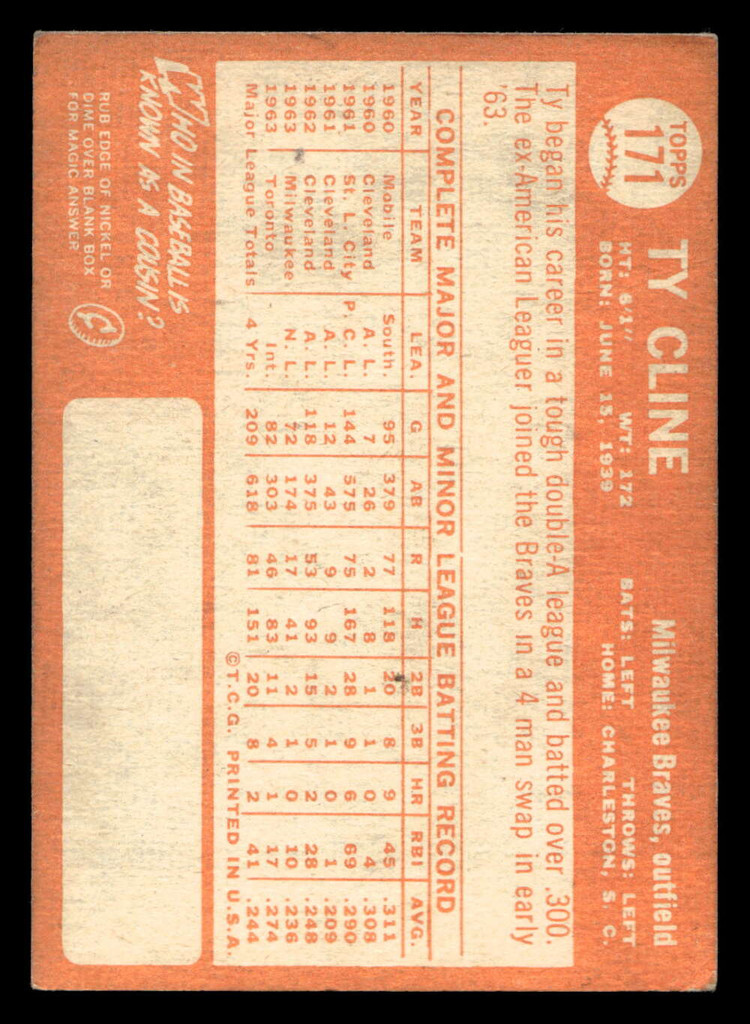 TOPPS
171
TY CLINE
Milwaukee Braves, outfield
HT: 6'1" WT: 172 BATS: LEFT THROWS: LEFT
BORN: JUNE 15, 1939 HOME: CHARLESTON, S. C.
Ty began his career in a tough double-A league and batted over .300.
The ex-American Leaguer joined the Braves in a 4 man swap in early
'63.
COMPLETE MAJOR AND MINOR LEAGUE BATTING RECORD
YEAR TEAM LEA. G AB R H 2B 3B HR RBI AVG.
1960 Mobile South. 95 379 77 118 20 8 9 45 .311
1960 Cleveland A. L. 7 26 2 8 1 1 0 4 .308
1961 St. L. City P. C. L. 144 575 75 167 28 9 6 69 .290
1961 Cleveland A. L. 12 43 9 9 2 1 0 1 .209
1962 Cleveland A. L. 118 375 53 93 15 5 2 28 .248
1963 Milwaukee N. L. 72 174 17 41 2 1 0 10 .236
1963 Toronto Int. 82 303 46 83 11 4 1 17 .274
Major League Totals 4 Yrs. 209 618 81 151 20 8 2 41 .244
© T. C. G. PRINTED IN U. S. A.
WHO IN BASEBALL IS
KNOWN AS A COUSIN?
RUB EDGE OF NICKEL OR
DIME OVER BLANK BOX
FOR MAGIC ANSWER
C